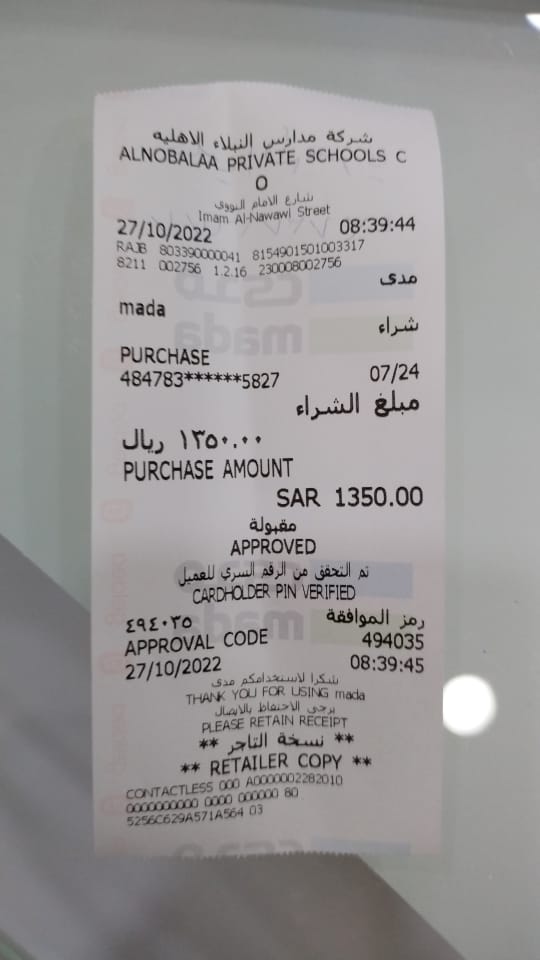 شركة مدارس النبلاء الاهليه
ALNOBALAA PRIVATE SCHOOLS C
O
شارع الامام النووي
Imam Al-Nawawi Street
27/10/2022 08:39:44
RAJB 803390000041 8154901501003317
8211 002756 1.2.16 230008002756
مدى
mada
شراء
PURCHASE
484783******5827 07/24
مبلغ الشراء
١٣٥٠.٠٠ ريال
PURCHASE AMOUNT
SAR 1350.00
مقبولة
APPROVED
تم التحقق من الرقم السري للعميل
CARDHOLDER PIN VERIFIED
رمز الموافقة ٤٩٤٠٣٥
APPROVAL CODE 494035
27/10/2022 08:39:45
شكرا لاستخدامكم مدى
THANK YOU FOR USING mada
يرجى الاحتفاظ بالايصال
PLEASE RETAIN RECEIPT
** نسخة التاجر **
** RETAILER COPY **
CONTACTLESS 000 A0000002282010
0000000000 0000 000000 80
5256C629A571A564 03